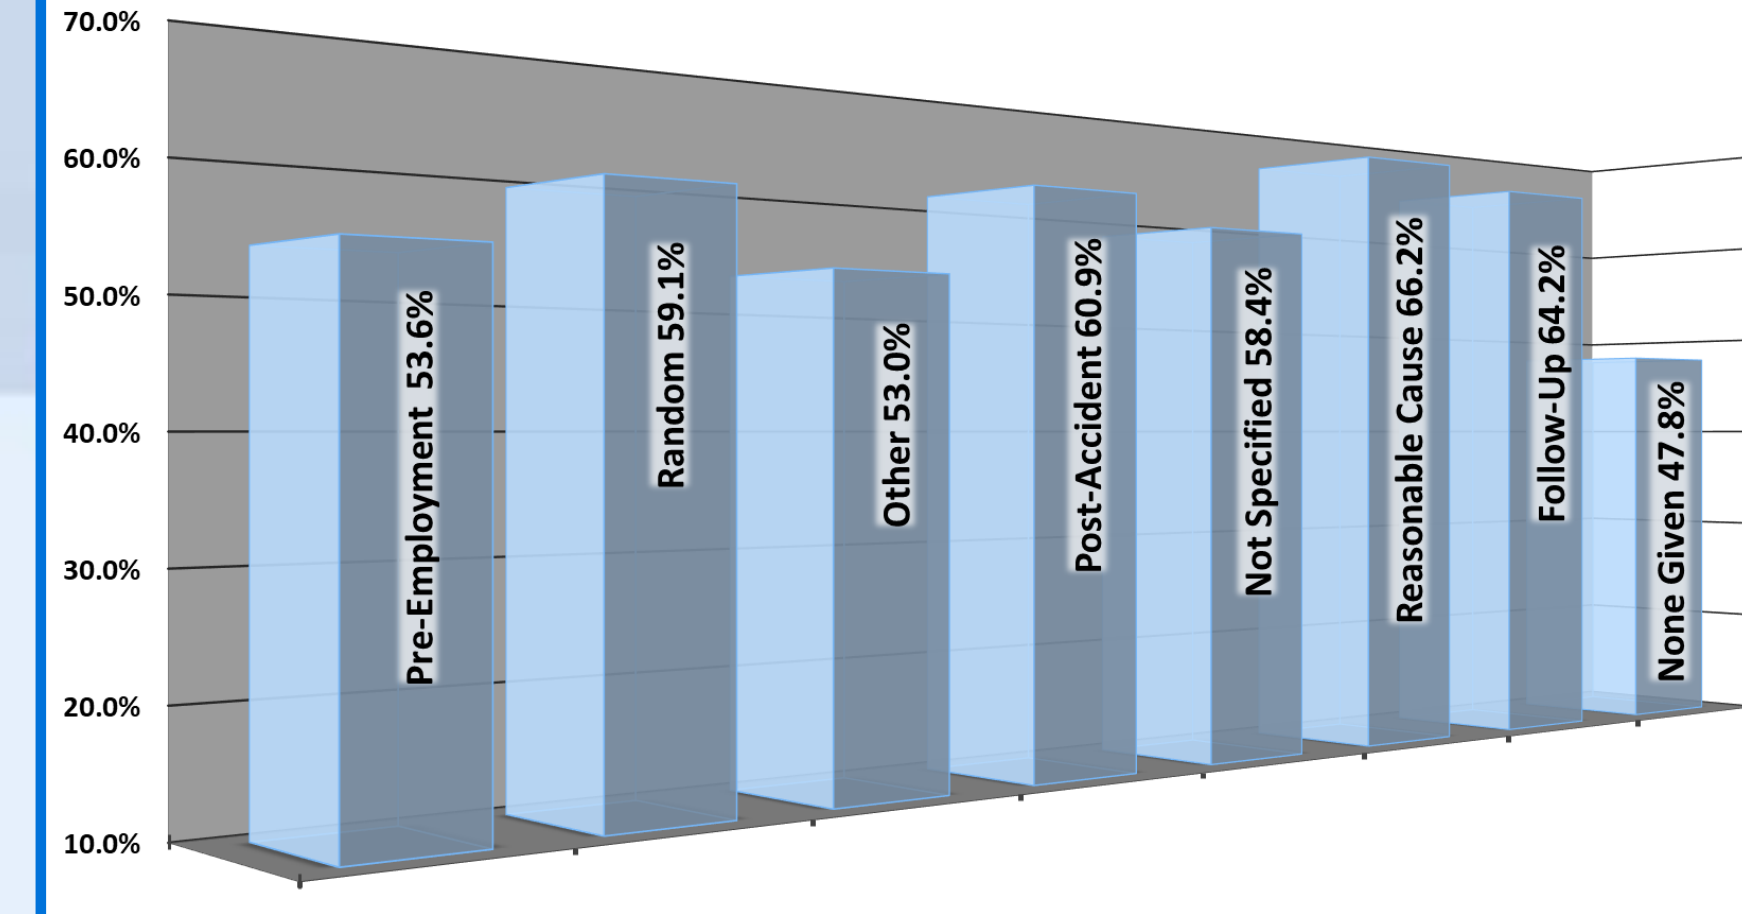 70.0%
60.0%
50.0%
40.0%
30.0%
20.0%
10.0%
Pre-Employment  53.6%
Random 59.1%
Other 53.0%
Post-Accident 60.9%
Not Specified 58.4%
Reasonable Cause 66.2%
Follow-Up 64.2%
None Given 47.8%